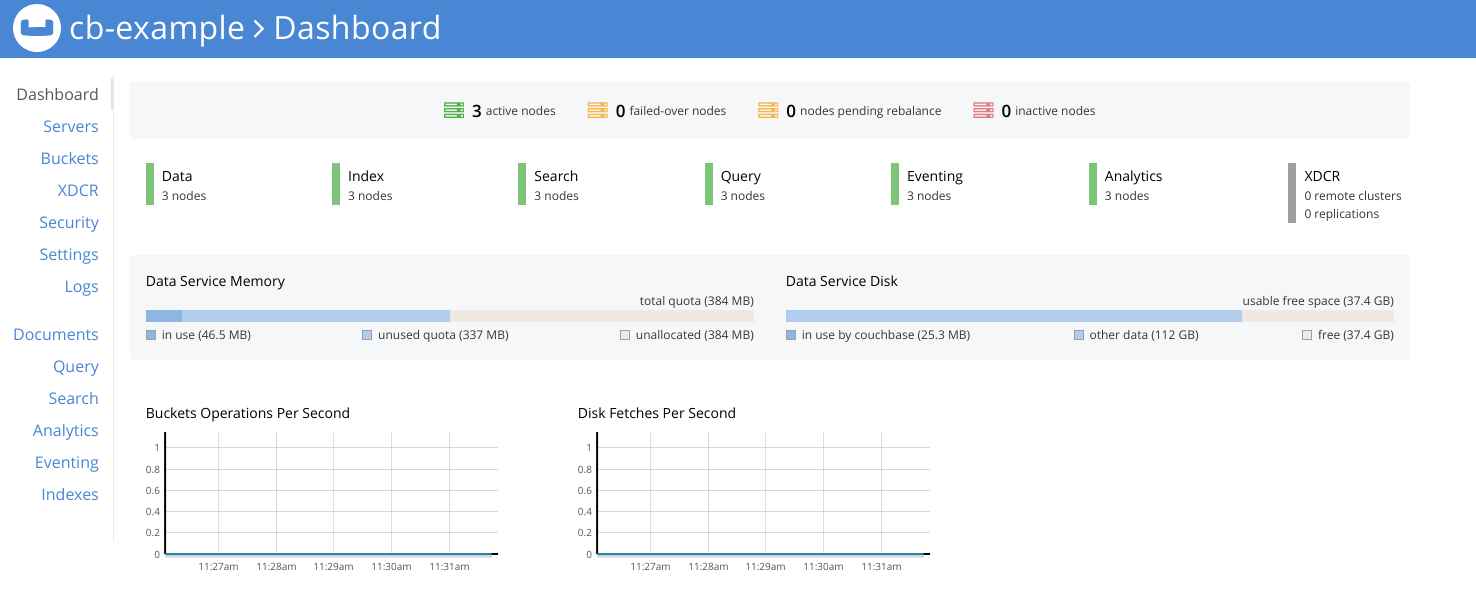 cb-example > Dashboard
Dashboard
Servers
Buckets
XDCR
Security
Settings
Logs
Documents
Query
Search
Analytics
Eventing
Indexes
3 active nodes 0 failed-over nodes 0 nodes pending rebalance 0 inactive nodes
Data Index Search Query Eventing Analytics XDCR
3 nodes 3 nodes 3 nodes 3 nodes 3 nodes 3 nodes 0 remote clusters
0 replications
Data Service Memory
total quota (384 MB)
in use (46.5 MB) unused quota (337 MB) unallocated (384 MB)
Data Service Disk
usable free space (37.4 GB)
in use by couchbase (25.3 MB) other data (112 GB) free (37.4 GB)
Buckets Operations Per Second
1
0.8
0.6
0.4
0.2
0
11:27am 11:28am 11:29am 11:30am 11:31am
Disk Fetches Per Second
1
0.8
0.6
0.4
0.2
0
11:27am 11:28am 11:29am 11:30am 11:31am